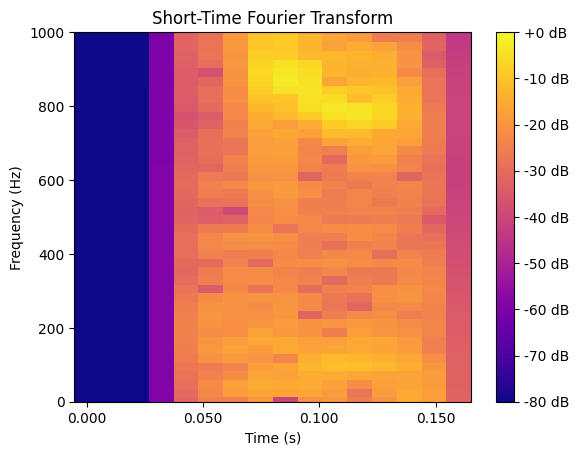 Short-Time Fourier Transform
1000
800
600
400
200
0
Frequency (Hz)
0.000
0.050
0.100
0.150
Time (s)
+0 dB
-10 dB
-20 dB
-30 dB
-40 dB
-50 dB
-60 dB
-70 dB
-80 dB